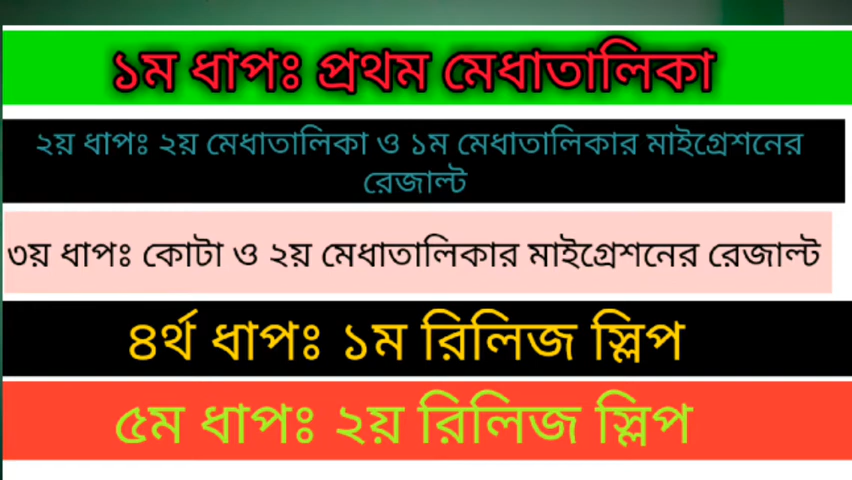 ১ম ধাপঃ প্রথম মেধাতালিকা
২য় ধাপঃ ২য় মেধাতালিকা ও ১ম মেধাতালিকার মাইগ্রেশনের
রেজাল্ট
৩য় ধাপঃ কোটা ও ২য় মেধাতালিকার মাইগ্রেশনের রেজাল্ট
৪র্থ ধাপঃ ১ম রিলিজ স্লিপ
৫ম ধাপঃ ২য় রিলিজ স্লিপ